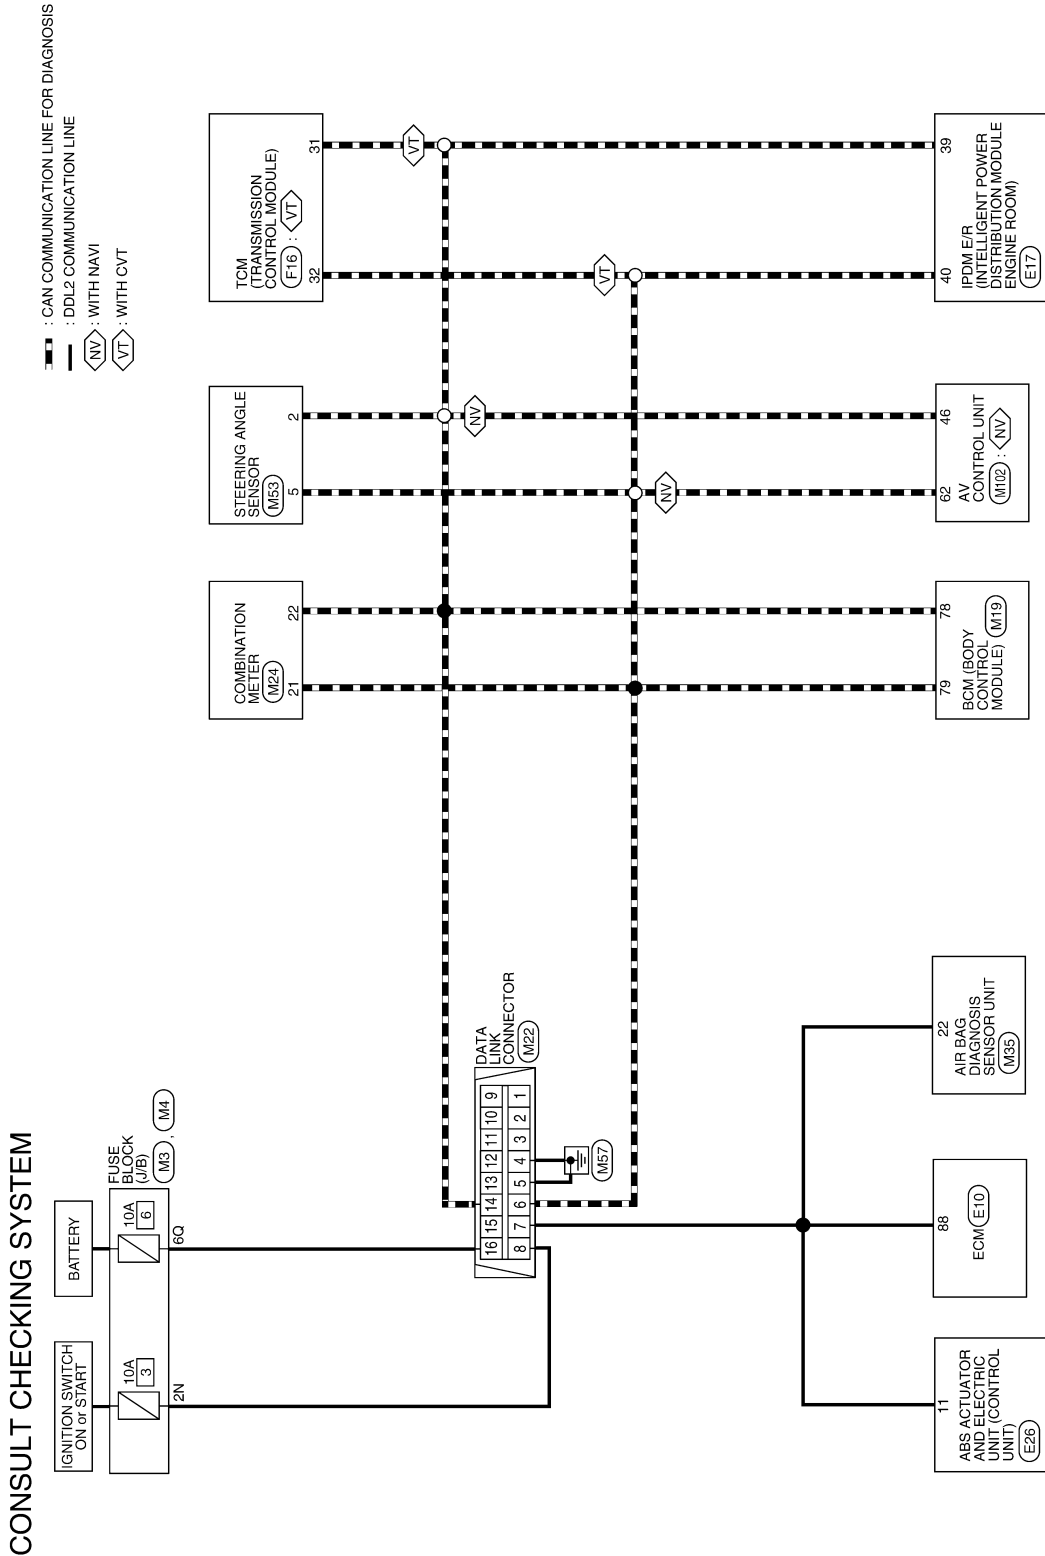 CONSULT CHECKING SYSTEM
: CAN COMMUNICATION LINE FOR DIAGNOSIS
: DDL2 COMMUNICATION LINE
NV : WITH NAVI
VT : WITH CVT
IGNITION SWITCH
ON or START
BATTERY
10A
3
10A
6
FUSE
BLOCK
(J/B)
M3 , M4
2N
6Q
COMBINATION
METER
M24
21
22
STEERING ANGLE
SENSOR
M53
5
2
TCM
(TRANSMISSION
CONTROL MODULE)
F16 : VT
32
31
VT
VT
NV
NV
DATA
LINK
CONNECTOR
M22
16 15 14 13 12 11 10 9
8 7 6 5 4 3 2 1
M57
11
ABS ACTUATOR
AND ELECTRIC
UNIT (CONTROL
UNIT)
E26
88
ECM E10
22
AIR BAG
DIAGNOSIS
SENSOR UNIT
M35
79
78
BCM (BODY
CONTROL
MODULE) M19
62
46
AV
CONTROL UNIT
M102 : NV
40
39
IPDM E/R
(INTELLIGENT POWER
DISTRIBUTION MODULE
ENGINE ROOM)
E17